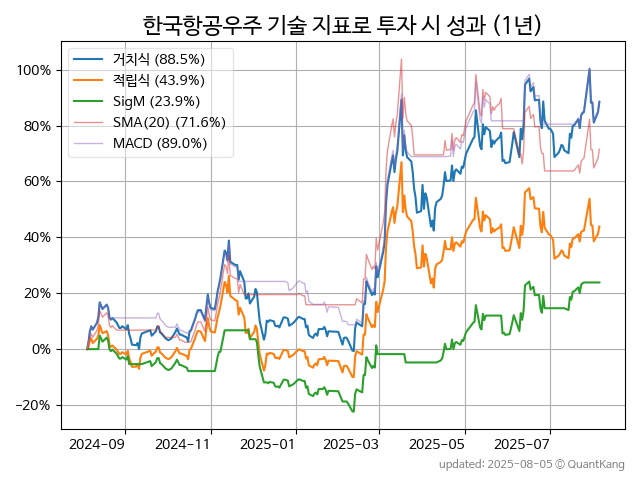 한국항공우주 기술 지표로 투자 시 성과 (1년)
거치식 (88.5%)
적립식 (43.9%)
SigM (23.9%)
SMA(20) (71.6%)
MACD (89.0%)
100%
80%
60%
40%
20%
0%
−20%
2024-09 2024-11 2025-01 2025-03 2025-05 2025-07
updated: 2025-08-05 © QuantKang